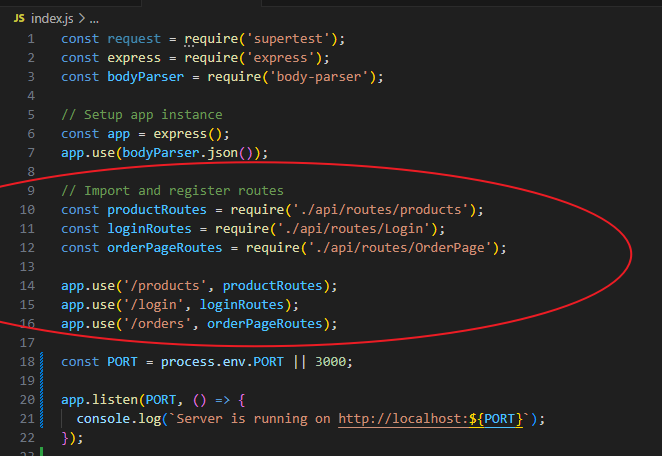 JS index.js > ...
1 const request = require('supertest');
2 const express = require('express');
3 const bodyParser = require('body-parser');
4
5 // Setup app instance
6 const app = express();
7 app.use(bodyParser.json());
8
9 // Import and register routes
10 const productRoutes = require('./api/routes/products');
11 const loginRoutes = require('./api/routes/Login');
12 const orderPageRoutes = require('./api/routes/OrderPage');
13
14 app.use('/products', productRoutes);
15 app.use('/login', loginRoutes);
16 app.use('/orders', orderPageRoutes);
17
18 const PORT = process.env.PORT || 3000;
19
20 app.listen(PORT, () => {
21 console.log(`Server is running on http://localhost:${PORT}`);
22 });
23